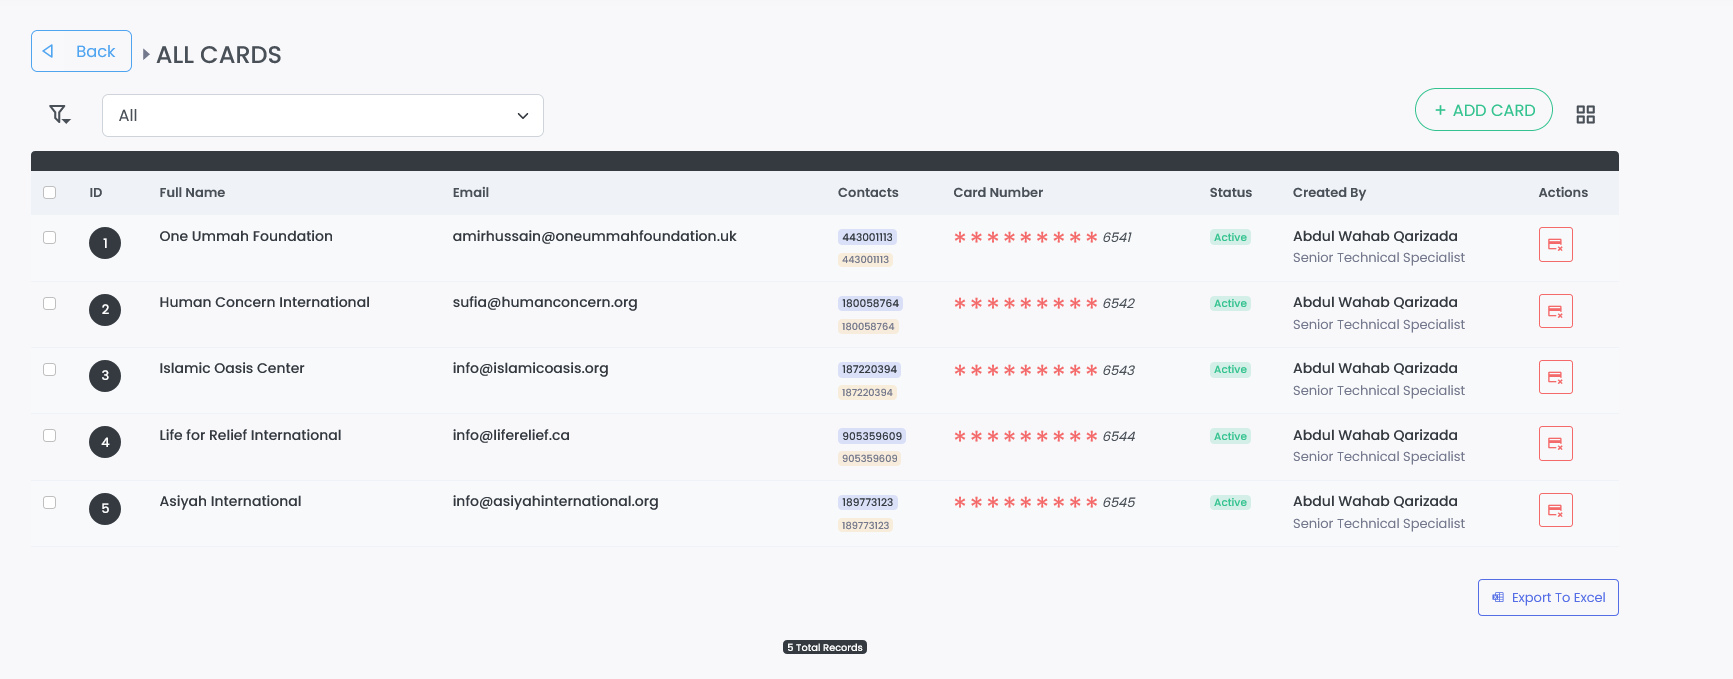 Back
ALL CARDS
All
+ ADD CARD
ID Full Name Email Contacts Card Number Status Created By Actions
1 One Ummah Foundation amirhussain@oneummahfoundation.uk 443001113 ********* 6541 Active Abdul Wahab Qarizada
443001113 Senior Technical Specialist
2 Human Concern International sufia@humanconcern.org 180058764 ********* 6542 Active Abdul Wahab Qarizada
180058764 Senior Technical Specialist
3 Islamic Oasis Center info@islamicoasis.org 187220394 ********* 6543 Active Abdul Wahab Qarizada
187220394 Senior Technical Specialist
4 Life for Relief International info@liferelief.ca 905359609 ********* 6544 Active Abdul Wahab Qarizada
905359609 Senior Technical Specialist
5 Asiyah International info@asiyahinternational.org 189773123 ********* 6545 Active Abdul Wahab Qarizada
189773123 Senior Technical Specialist
Export To Excel
5 Total Records